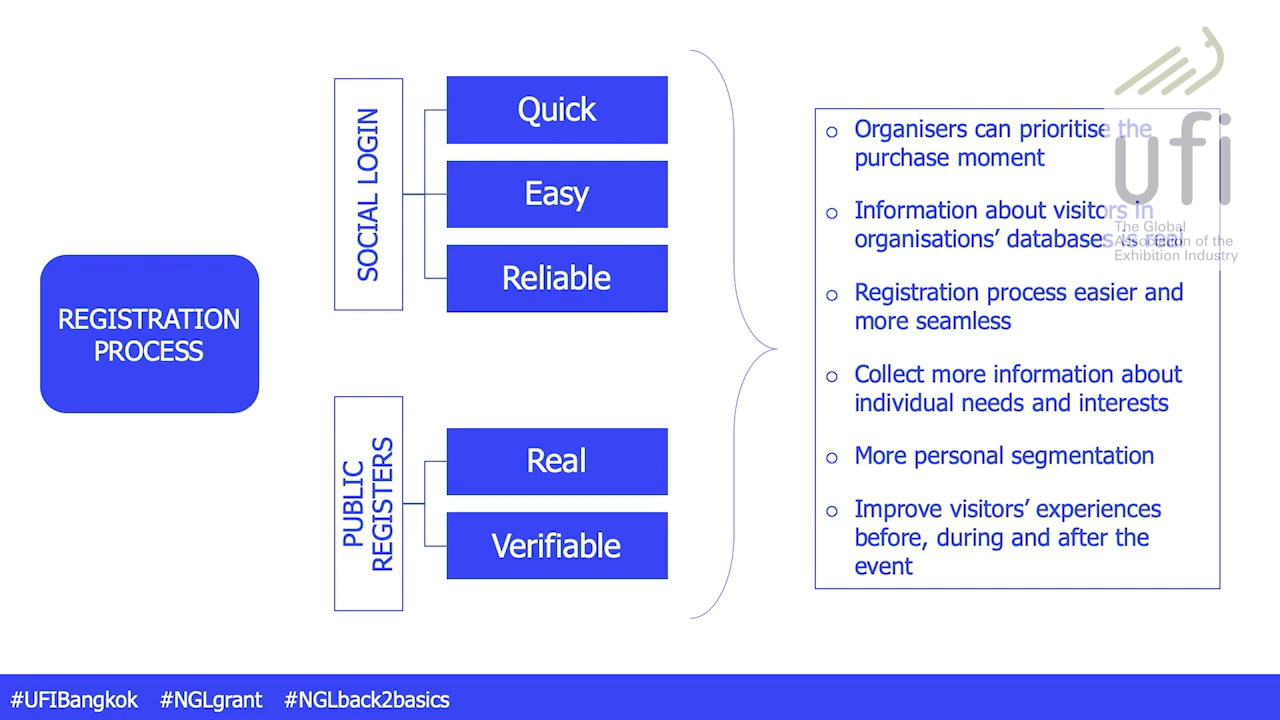 REGISTRATION
PROCESS
SOCIAL LOGIN
Quick
Easy
Reliable
PUBLIC
REGISTERS
Real
Verifiable
Organisers can prioritise the
purchase moment
Information about visitors in
organisations’ databases is real
Registration process easier and
more seamless
Collect more information about
individual needs and interests
More personal segmentation
Improve visitors’ experiences
before, during and after the
event
ufi
The Global
Association of the
Exhibition Industry
#UFIBangkok #NGLgrant #NGLback2basics